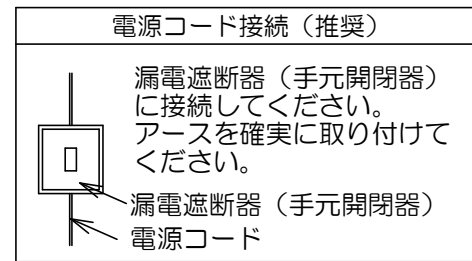 電源コード接続（推奨）
漏電遮断器（手元開閉器）
に接続してください。
アースを確実に取り付けて
ください。
漏電遮断器（手元開閉器）
電源コード